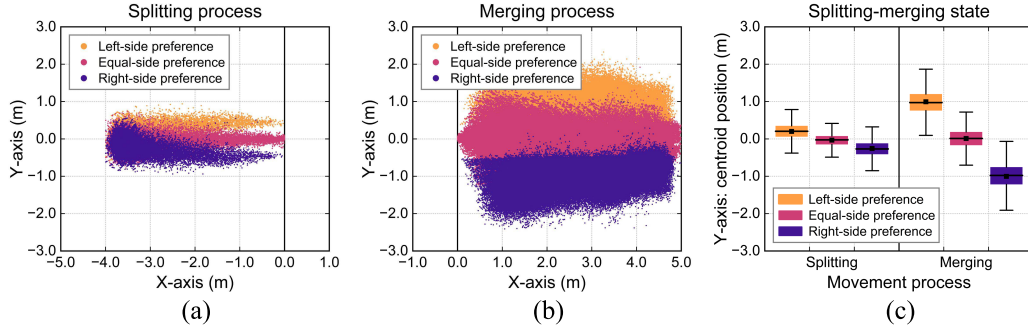 Splitting process
3.0
2.0
1.0
0.0
−1.0
−2.0
−3.0
Y-axis (m)
Left-side preference
Equal-side preference
Right-side preference
−5.0 −4.0 −3.0 −2.0 −1.0 0.0 1.0
X-axis (m)
(a)
Merging process
3.0
2.0
1.0
0.0
−1.0
−2.0
−3.0
Y-axis (m)
Left-side preference
Equal-side preference
Right-side preference
−1.0 0.0 1.0 2.0 3.0 4.0 5.0
X-axis (m)
(b)
Splitting-merging state
3.0
2.0
1.0
0.0
−1.0
−2.0
−3.0
Y-axis: centroid position (m)
Left-side preference
Equal-side preference
Right-side preference
Splitting Merging
Movement process
(c)